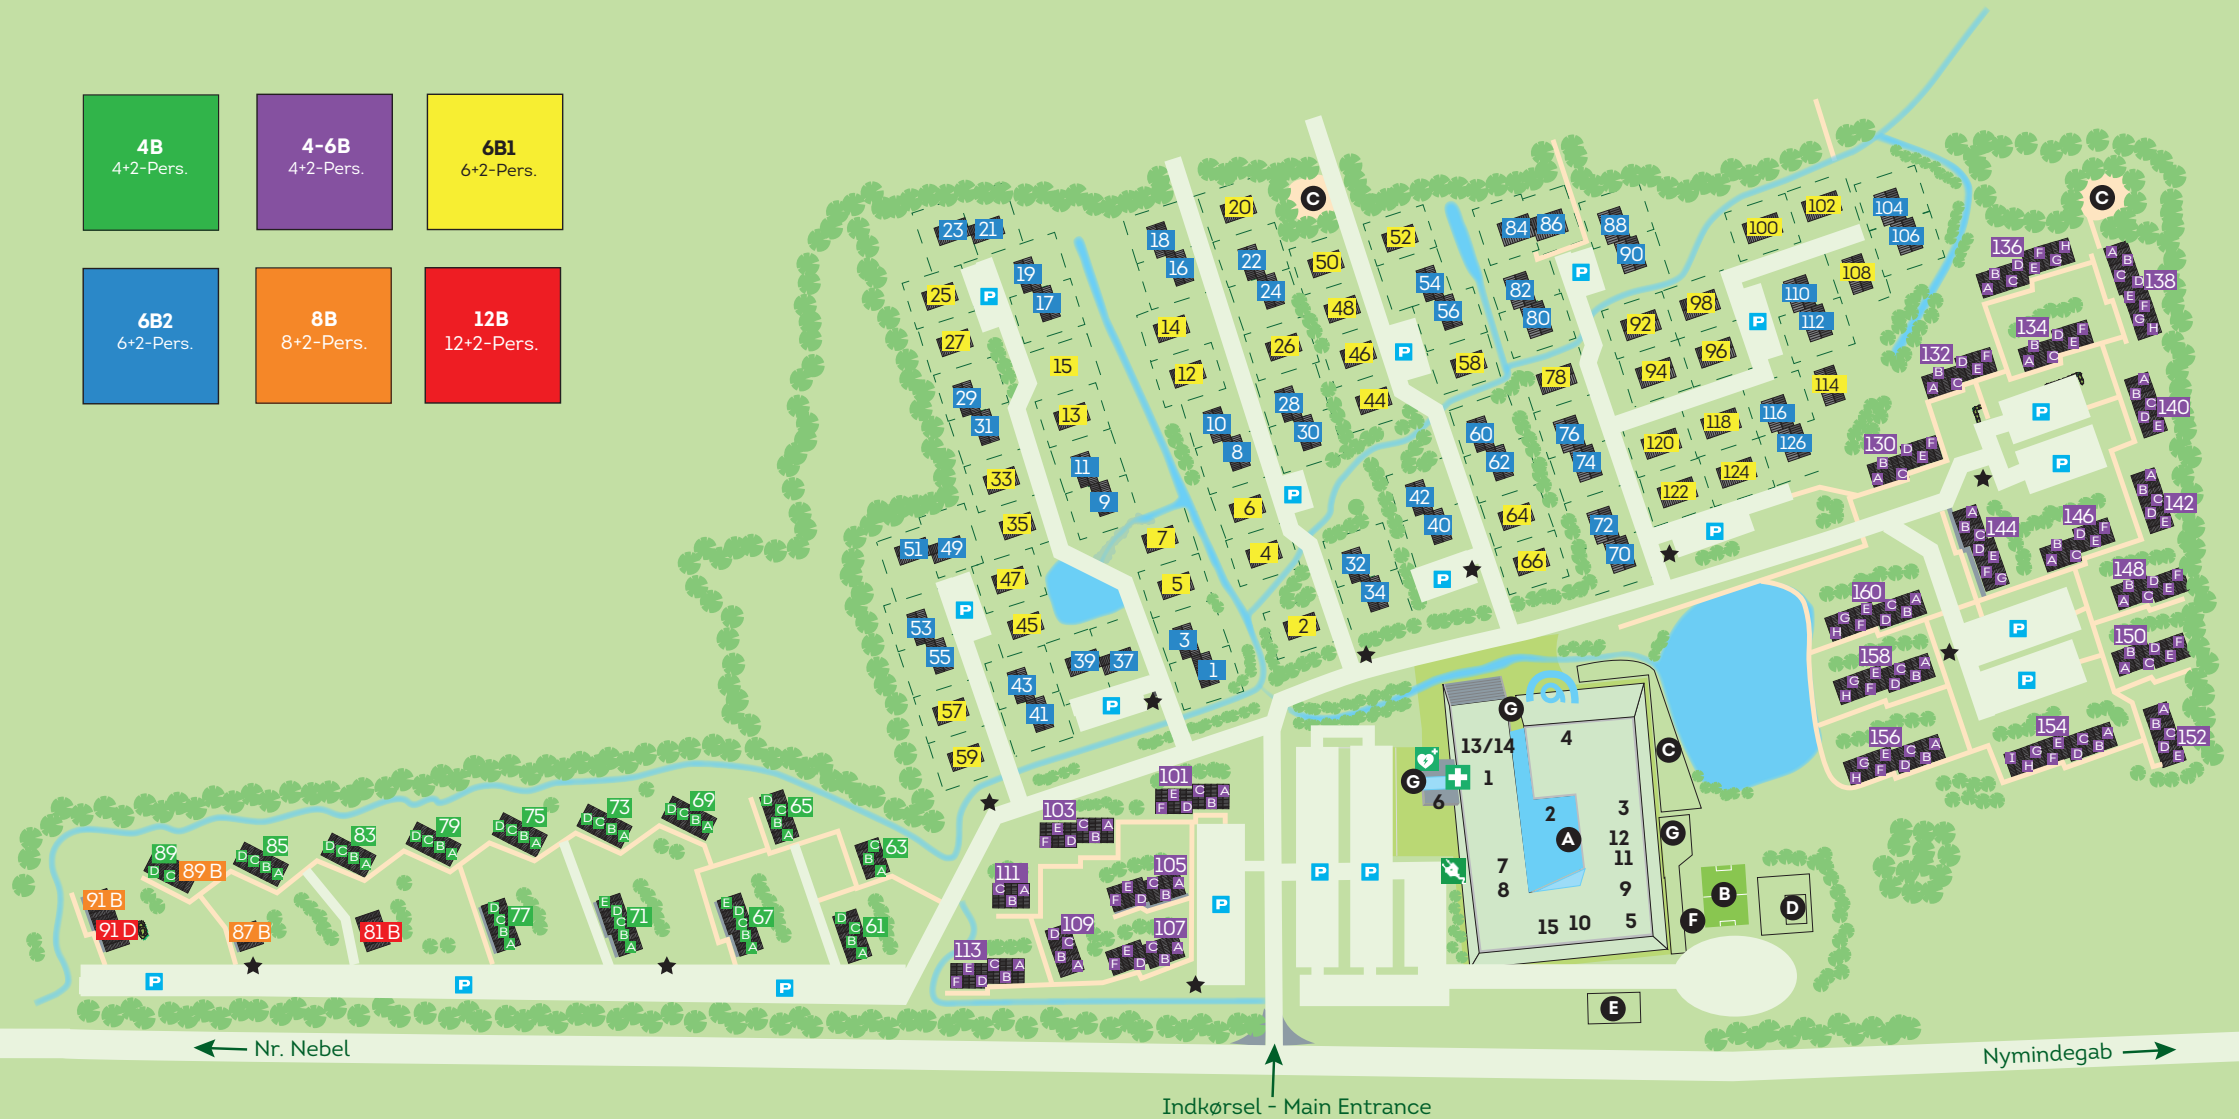 4B
4+2-Pers.
4-6B
4+2-Pers.
6B1
6+2-Pers.
6B2
6+2-Pers.
8B
8+2-Pers.
12B
12+2-Pers.
20
C
C
102
104
23
21
18
52
84
86
88
100
106
90
136
H
F
G
D
E
B
C
A
A
B
C
D
138
E
F
G
H
22
16
50
19
17
25
P
24
54
56
82
80
P
108
110
112
48
98
92
P
14
27
26
46
P
134
F
D
E
B
C
A
132
F
D
E
B
C
A
15
12
58
78
96
94
114
29
31
13
28
30
44
10
8
60
62
76
74
118
120
116
126
P
A
B
C
D
E
140
130
F
D
E
B
C
A
P
11
9
33
6
P
42
40
124
122
A
B
C
D
E
142
35
7
64
72
70
P
A
B
C
D
E
F
G
144
146
F
D
E
B
C
A
51
49
4
32
34
66
47
5
P
148
F
D
E
B
C
A
P
53
55
45
2
160
A
C
B
E
D
G
F
H
P
150
F
D
E
B
C
A
3
1
39
37
43
41
158
A
C
B
E
D
G
F
H
P
57
P
G
13/14
4
C
156
A
C
B
E
D
G
F
H
154
A
C
B
E
D
G
F
H
I
A
B
C
D
E
152
59
1
G
6
101
A
C
B
E
D
F
2
3
103
A
C
B
E
D
F
12
G
A
11
69
D
C
B
A
65
D
C
B
A
73
D
C
B
A
75
D
C
B
A
79
D
C
B
A
83
D
C
B
A
85
D
C
B
A
89
D
C
89 B
63
C
B
A
7
8
9
111
C
A
B
105
A
C
B
E
D
F
P
P
P
91 B
91 D
87 B
81 B
77
D
C
B
A
71
E
D
C
B
A
67
E
D
C
B
A
61
D
C
B
A
109
D
C
B
A
107
A
C
B
E
D
F
15
10
5
F
B
D
113
A
C
B
E
D
F
P
P
P
E
Nr. Nebel
Nymindegab
Indkørsel - Main Entrance